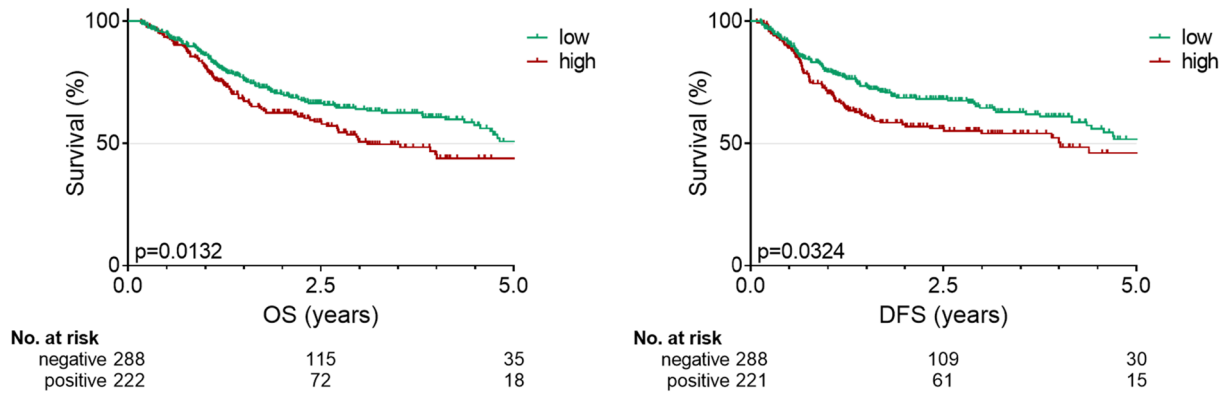 100
50
0
Survival (%)
low
high
p=0.0132
0.0 2.5 5.0
OS (years)
No. at risk
negative 288 115 35
positive 222 72 18
100
50
0
Survival (%)
low
high
p=0.0324
0.0 2.5 5.0
DFS (years)
No. at risk
negative 288 109 30
positive 221 61 15